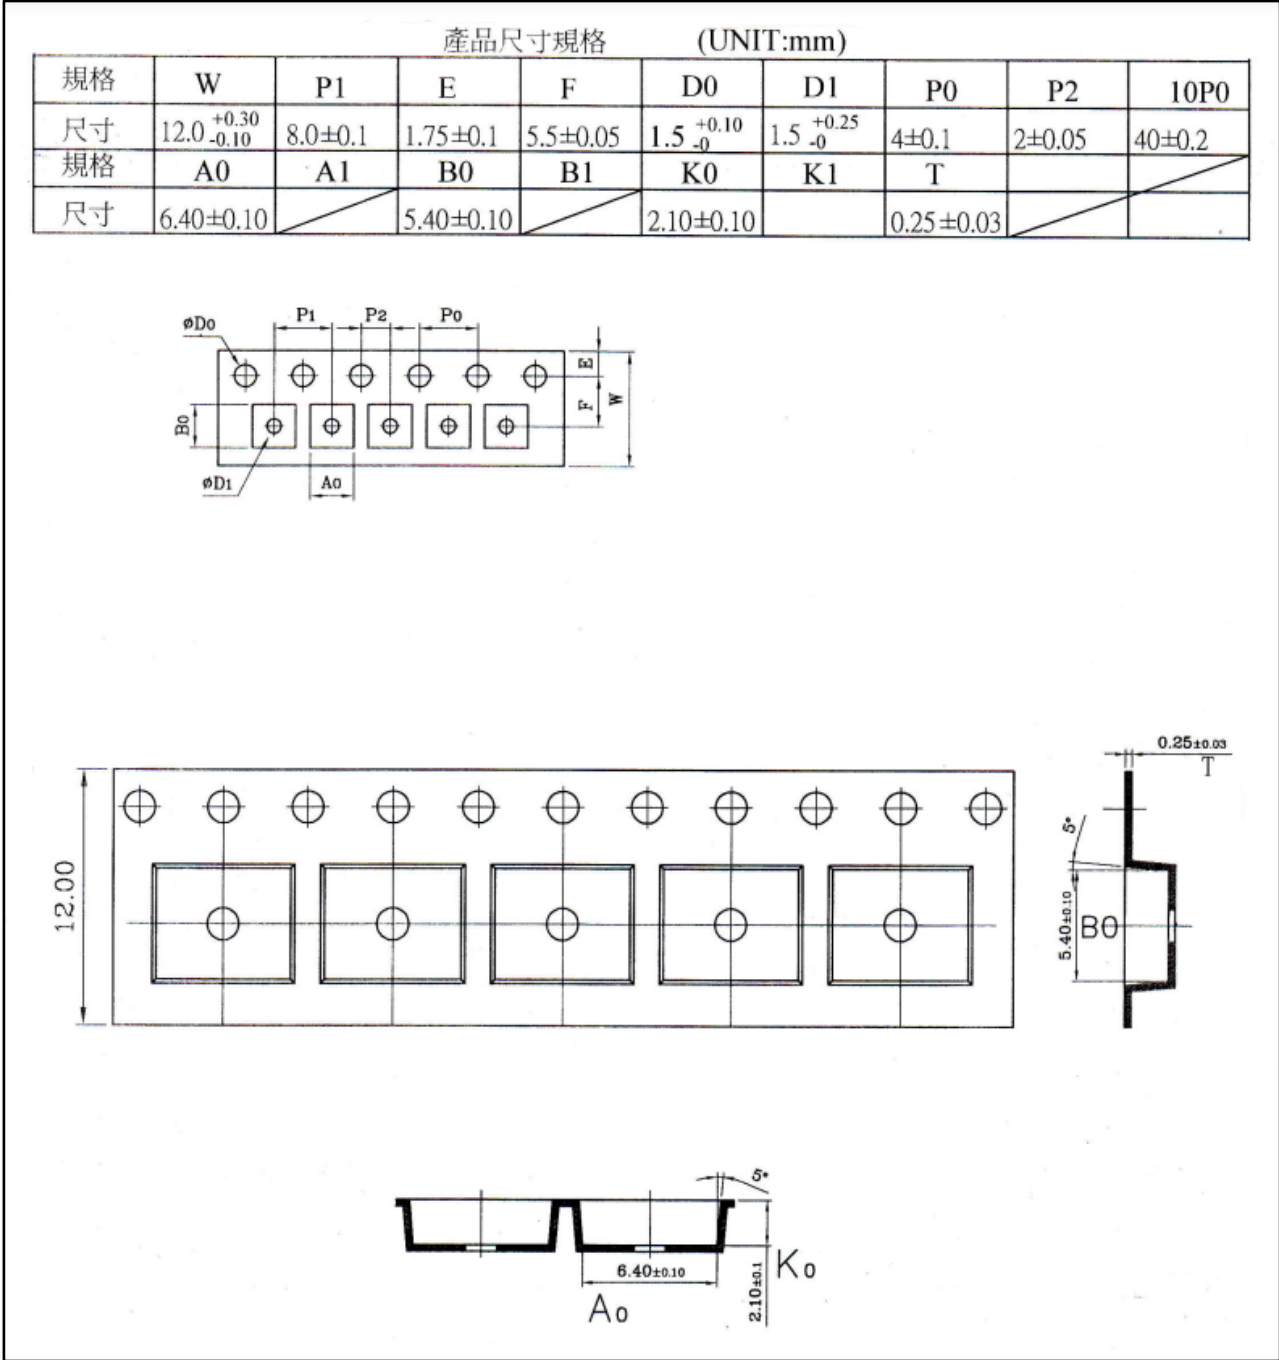 產品尺寸規格 (UNIT:mm)
規格 W P1 E F D0 D1 P0 P2 10P0
尺寸 12.0 +0.30 -0.10 8.0±0.1 1.75±0.1 5.5±0.05 1.5 +0.10 -0 1.5 +0.25 -0 4±0.1 2±0.05 40±0.2
規格 A0 A1 B0 B1 K0 K1 T
尺寸 6.40±0.10 5.40±0.10 2.10±0.10 0.25±0.03
øD0 P1 P2 P0
E
F W
B0
øD1 A0
0.25±0.03
T
5°
12.00
5.40±0.10 B0
5°
6.40±0.10
A0
2.10±0.1
K0